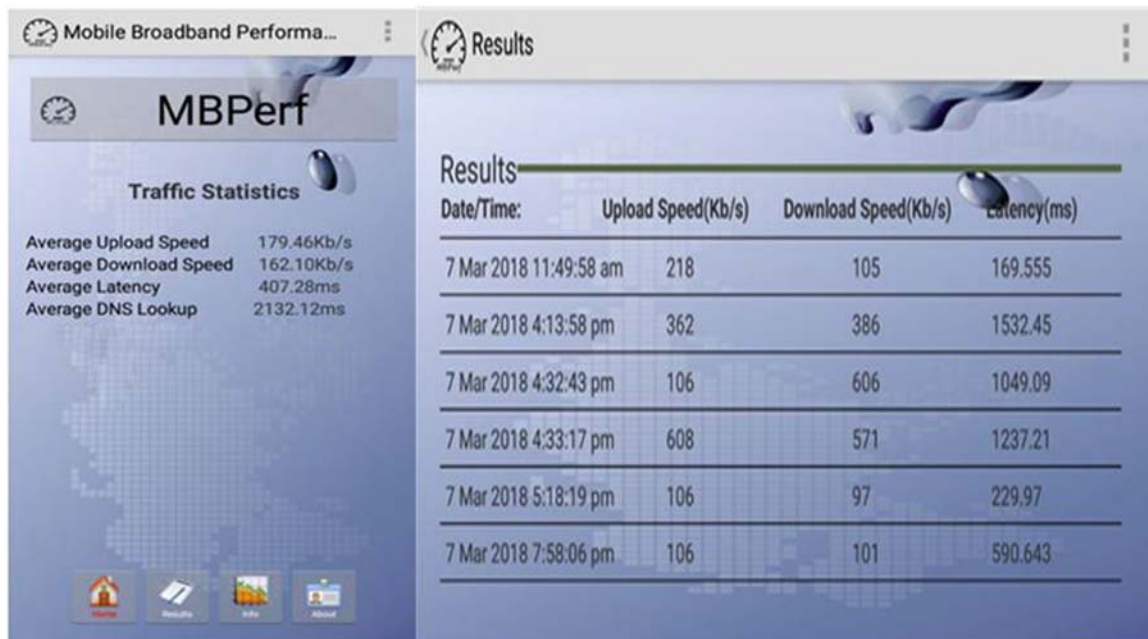 Mobile Broadband Performa...
MBPerf
Traffic Statistics
Average Upload Speed 179.46Kb/s
Average Download Speed 162.10Kb/s
Average Latency 407.28ms
Average DNS Lookup 2132.12ms
Home Results Info About
MBPerf
Results
Results
Date/Time: Upload Speed(Kb/s) Download Speed(Kb/s) Latency(ms)
7 Mar 2018 11:49:58 am 218 105 169.555
7 Mar 2018 4:13:58 pm 362 386 1532.45
7 Mar 2018 4:32:43 pm 106 606 1049.09
7 Mar 2018 4:33:17 pm 608 571 1237.21
7 Mar 2018 5:18:19 pm 106 97 229.97
7 Mar 2018 7:58:06 pm 106 101 590.643